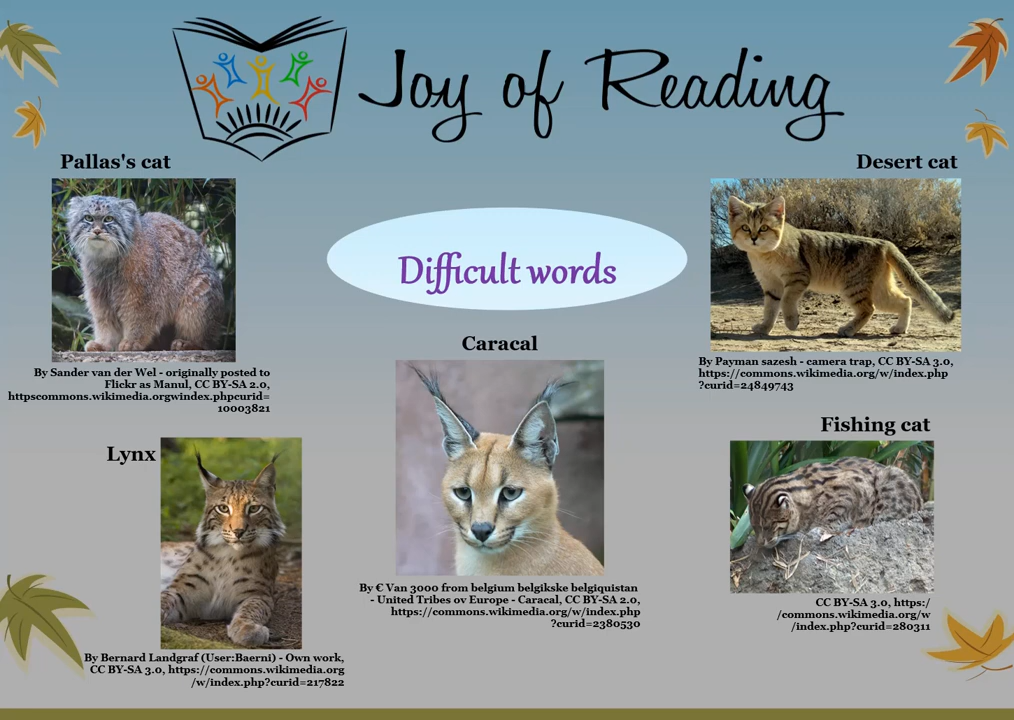 Joy of Reading
Pallas's cat
Desert cat
Difficult words
By Sander van der Wel - originally posted to
Flickr as Manul, CC BY-SA 2.0,
httpscommons.wikimedia.orgwindex.phpcurid=
10003821
Caracal
By Payman sazesh - camera trap, CC BY-SA 3.0,
https://commons.wikimedia.org/w/index.php
?curid=24849743
Lynx
Fishing cat
By € Van 3000 from belgium belgikske belgiquistan
- United Tribes ov Europe - Caracal, CC BY-SA 2.0,
https://commons.wikimedia.org/w/index.php
?curid=2380530
CC BY-SA 3.0, https:/
/commons.wikimedia.org/w
/index.php?curid=280311
By Bernard Landgraf (User:Baerni) - Own work,
CC BY-SA 3.0, https://commons.wikimedia.org
/w/index.php?curid=217822